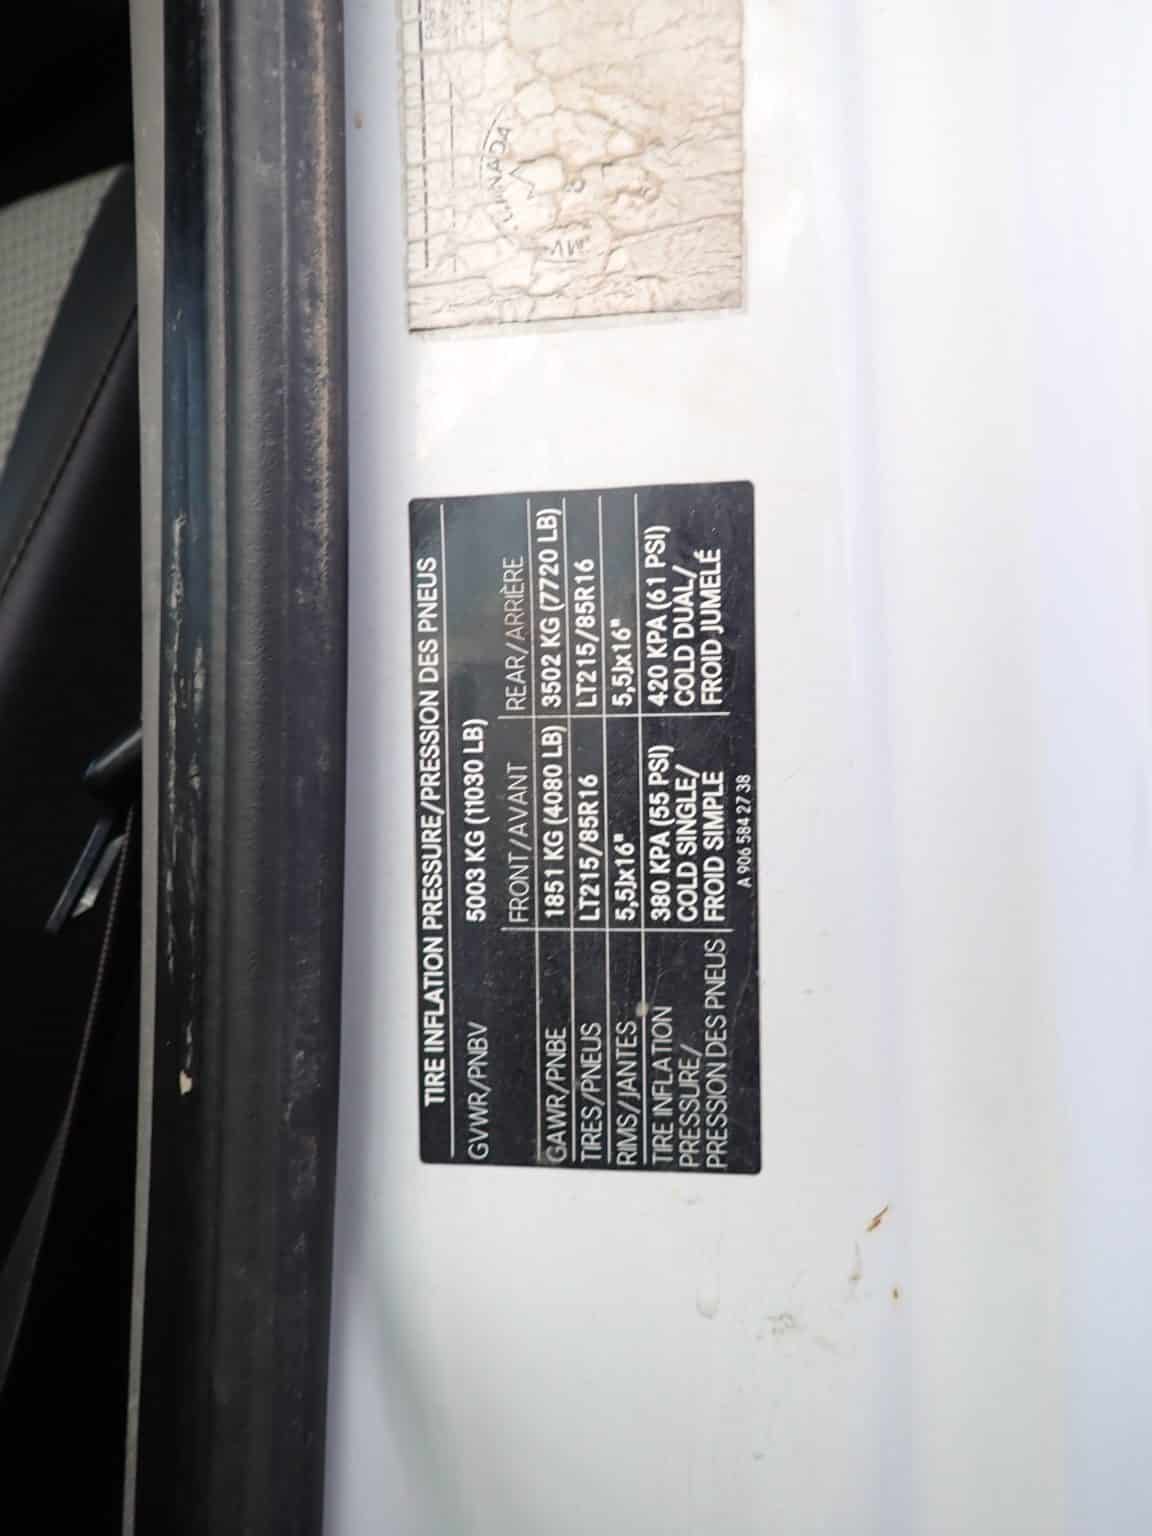 TIRE INFLATION PRESSURE/PRESSION DES PNEUS
GVWR/PNBV 5003 KG (11030 LB)
FRONT/AVANT REAR/ARRIÈRE
GAWR/PNBE 1851 KG (4080 LB) 3502 KG (7720 LB)
TIRES/PNEUS LT215/85R16 LT215/85R16
RIMS/JANTES 5,5Jx16" 5,5Jx16"
TIRE INFLATION 380 KPA (55 PSI) 420 KPA (61 PSI)
PRESSURE/ COLD SINGLE/ COLD DUAL/
PRESSION DES PNEUS FROID SIMPLE FROID JUMELÉ
A 906 584 27 38
CANADA